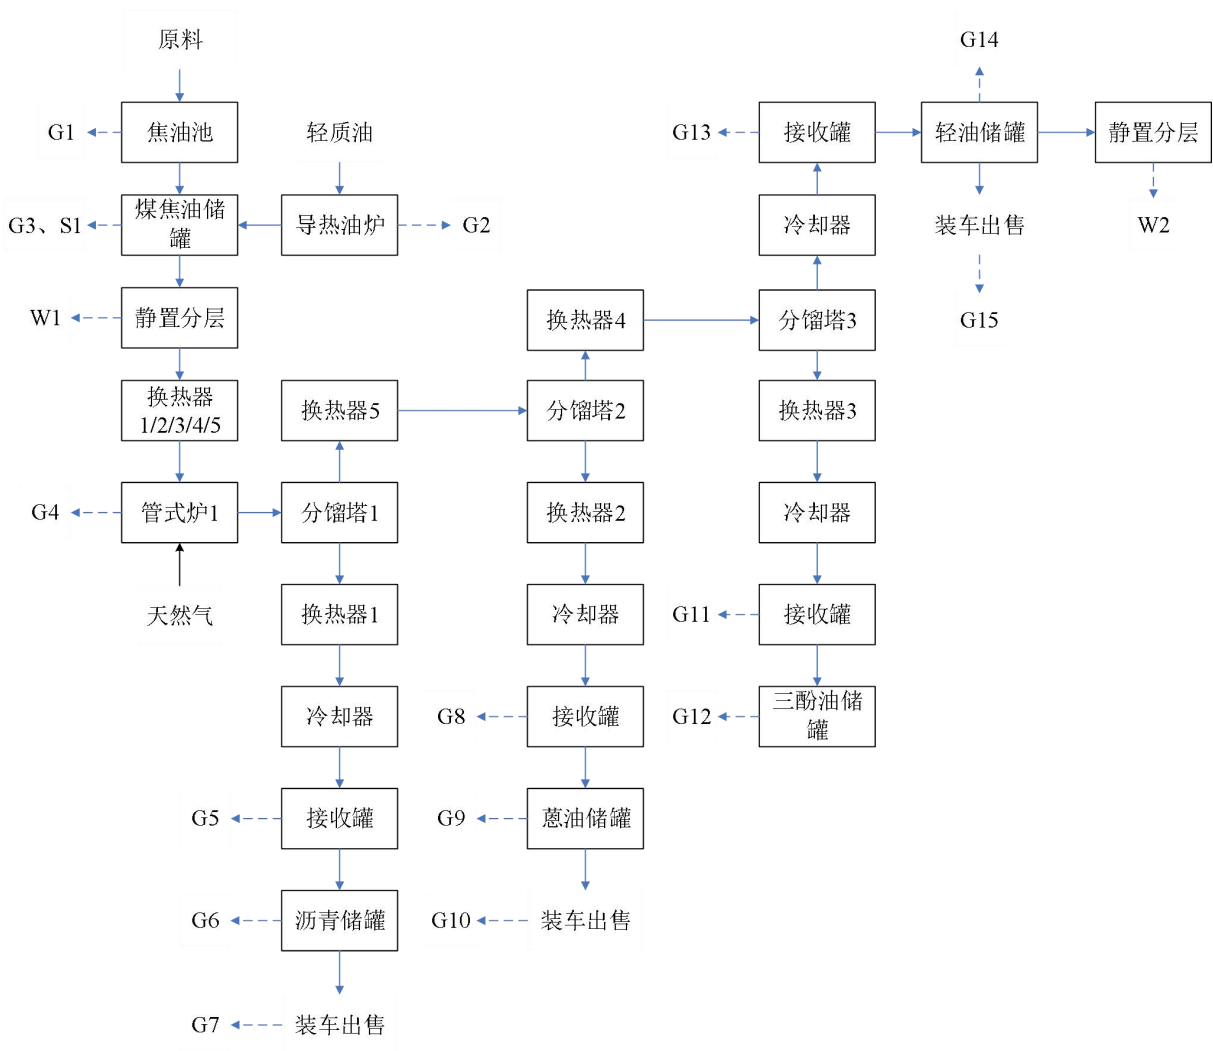 原料
G14
G1
焦油池
轻质油
G13
接收罐
轻油储罐
静置分层
G3、S1
煤焦油储
罐
导热油炉
G2
冷却器
装车出售
W2
W1
静置分层
换热器4
分馏塔3
G15
换热器
1/2/3/4/5
换热器5
分馏塔2
换热器3
G4
管式炉1
分馏塔1
换热器2
冷却器
天然气
换热器1
冷却器
G11
接收罐
冷却器
G8
接收罐
G12
三酚油储
罐
G5
接收罐
G9
蒽油储罐
G6
沥青储罐
G10
装车出售
G7
装车出售